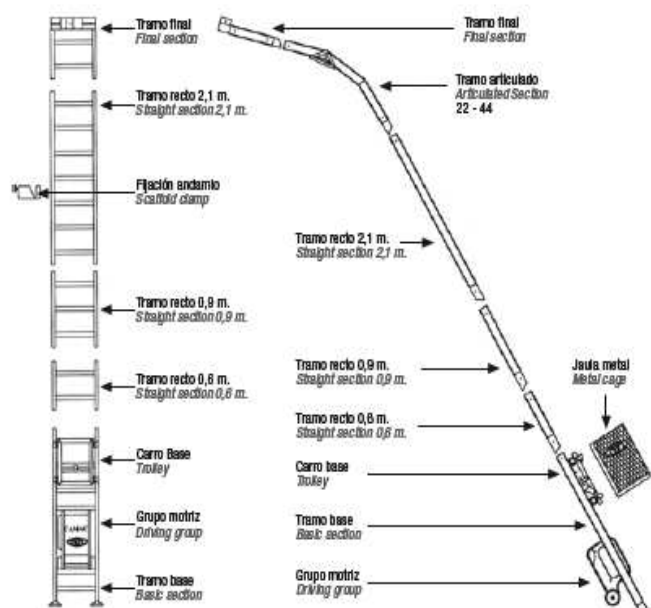 Tramo final
Final section
Tramo recto 2,1 m.
Straight section 2,1 m.
Fijación andamio
Scaffold clamp
Tramo recto 0,9 m.
Straight section 0,9 m.
Tramo recto 0,6 m.
Straight section 0,6 m.
Carro Base
Trolley
Grupo motriz
Driving group
Tramo base
Basic section
Tramo final
Final section
Tramo articulado
Articulated Section
22 - 44
Tramo recto 2,1 m.
Straight section 2,1 m.
Tramo recto 0,9 m.
Straight section 0,9 m.
Jaula metal
Metal cage
Tramo recto 0,6 m.
Straight section 0,6 m.
Carro base
Trolley
Tramo base
Basic section
Grupo motriz
Driving group